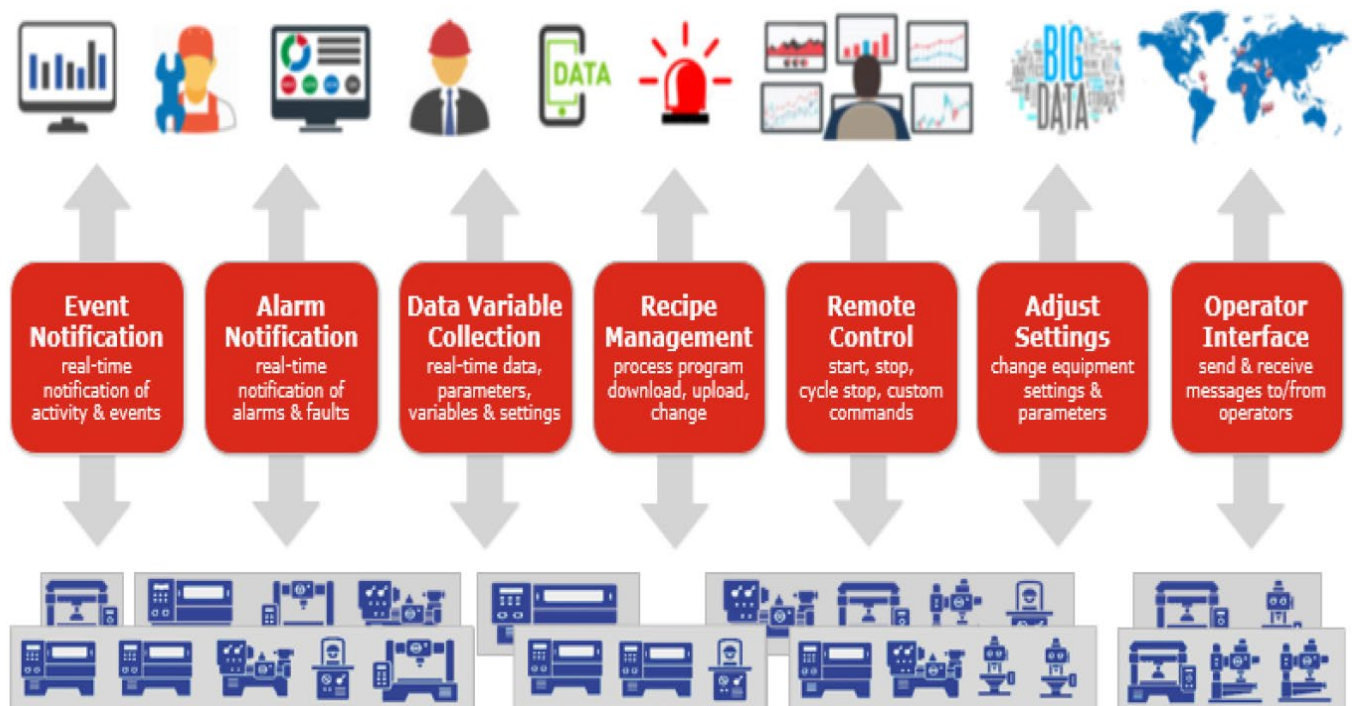 DATA
BIG
DATA
Event
Notification
real-time
notification of
activity & events
Alarm
Notification
real-time
notification of
alarms & faults
Data Variable
Collection
real-time data,
parameters,
variables & settings
Recipe
Management
process program
download, upload,
change
Remote
Control
start, stop,
cycle stop, custom
commands
Adjust
Settings
change equipment
settings &
parameters
Operator
Interface
send & receive
messages to/from
operators